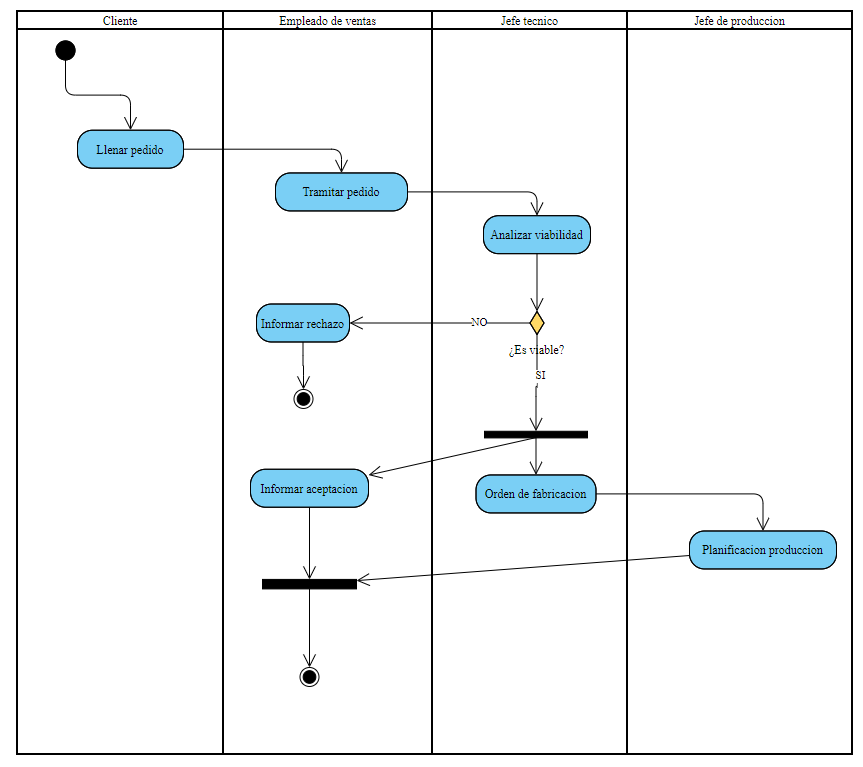 Cliente
Empleado de ventas
Jefe tecnico
Jefe de produccion
Llenar pedido
Tramitar pedido
Analizar viabilidad
Informar rechazo
NO
¿Es viable?
SI
Informar aceptacion
Orden de fabricacion
Planificacion produccion